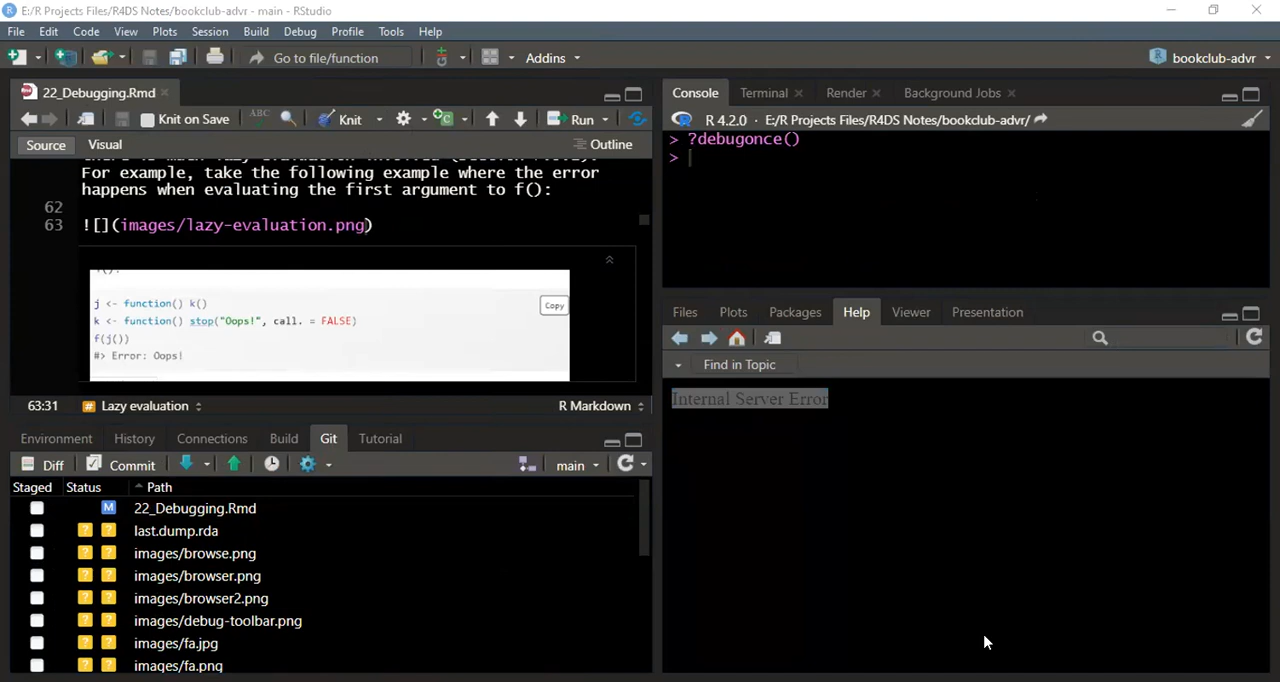 E:/R Projects Files/R4DS Notes/bookclub-advr - main - RStudio
File Edit Code View Plots Session Build Debug Profile Tools Help
Go to file/function Addins bookclub-advr
22_Debugging.Rmd
ABC Knit on Save Knit Run
Source Visual Outline
For example, take the following example where the error
happens when evaluating the first argument to f():
62
63 ![](images/lazy-evaluation.png)
j <- function() k()
Copy
k <- function() stop("Oops!", call. = FALSE)
f(j())
#> Error: Oops!
63:31 # Lazy evaluation R Markdown
Environment History Connections Build Git Tutorial
Diff Commit main
Staged Status Path
M 22_Debugging.Rmd
? ? last.dump.rda
? ? images/browse.png
? ? images/browser.png
? ? images/browser2.png
? ? images/debug-toolbar.png
? ? images/fa.jpg
? ? images/fa.png
Console Terminal Render Background Jobs
R 4.2.0 · E:/R Projects Files/R4DS Notes/bookclub-advr/
> ?debugonce()
>
Files Plots Packages Help Viewer Presentation
Find in Topic
Internal Server Error